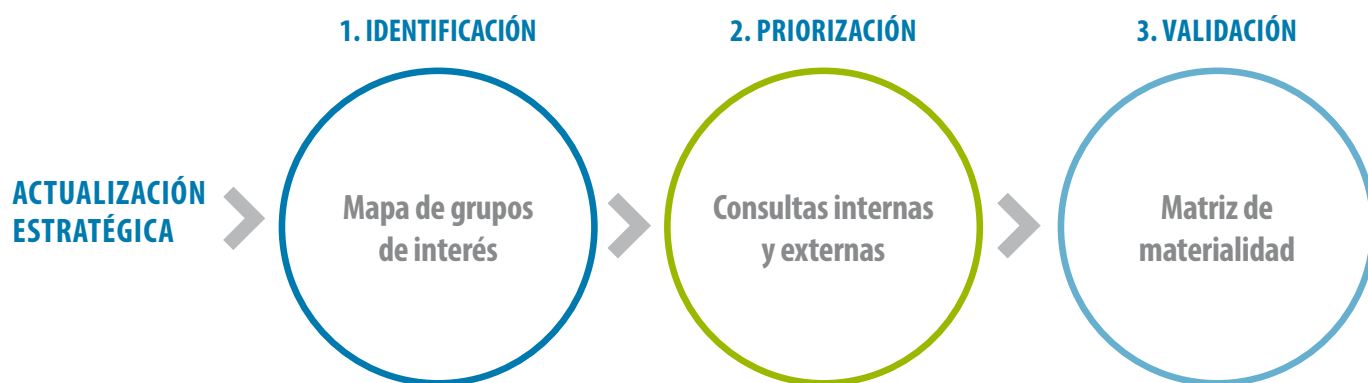 1. IDENTIFICACIÓN
2. PRIORIZACIÓN
3. VALIDACIÓN
ACTUALIZACIÓN
ESTRATÉGICA
Mapa de grupos
de interés
Consultas internas
y externas
Matriz de
materialidad